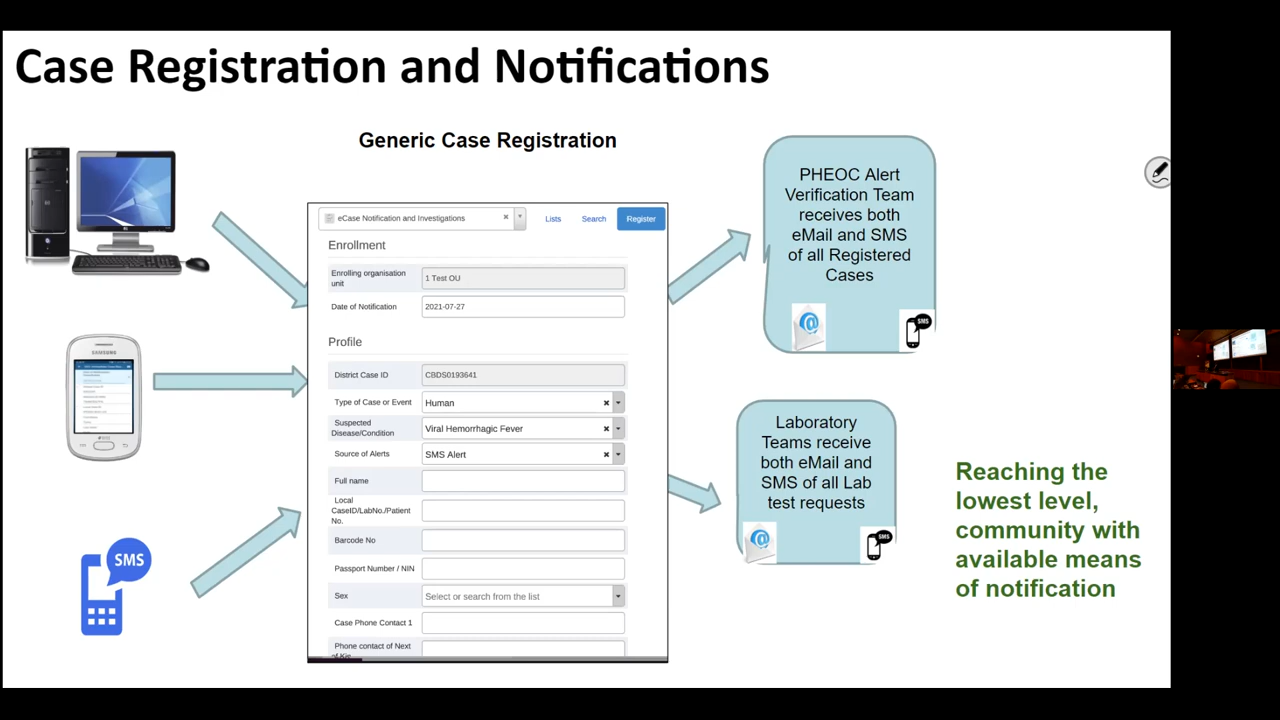 Case Registration and Notifications
Generic Case Registration
eCase Notification and Investigations
Lists
Search
Register
Enrollment
Enrolling organisation
unit
1 Test OU
Date of Notification
2021-07-27
Profile
District Case ID
CBDS0193641
Type of Case or Event
Human
Suspected
Disease/Condition
Viral Hemorrhagic Fever
Source of Alerts
SMS Alert
Full name
Local
CaseID/LabNo./Patient
No.
Barcode No
Passport Number / NIN
Sex
Select or search from the list
Case Phone Contact 1
Phone contact of Next
of Kin
SAMSUNG
SMS
PHEOC Alert
Verification Team
receives both
eMail and SMS
of all Registered
Cases
@
SMS
Laboratory
Teams receive
both eMail and
SMS of all Lab
test requests
@
SMS
Reaching the
lowest level,
community with
available means
of notification